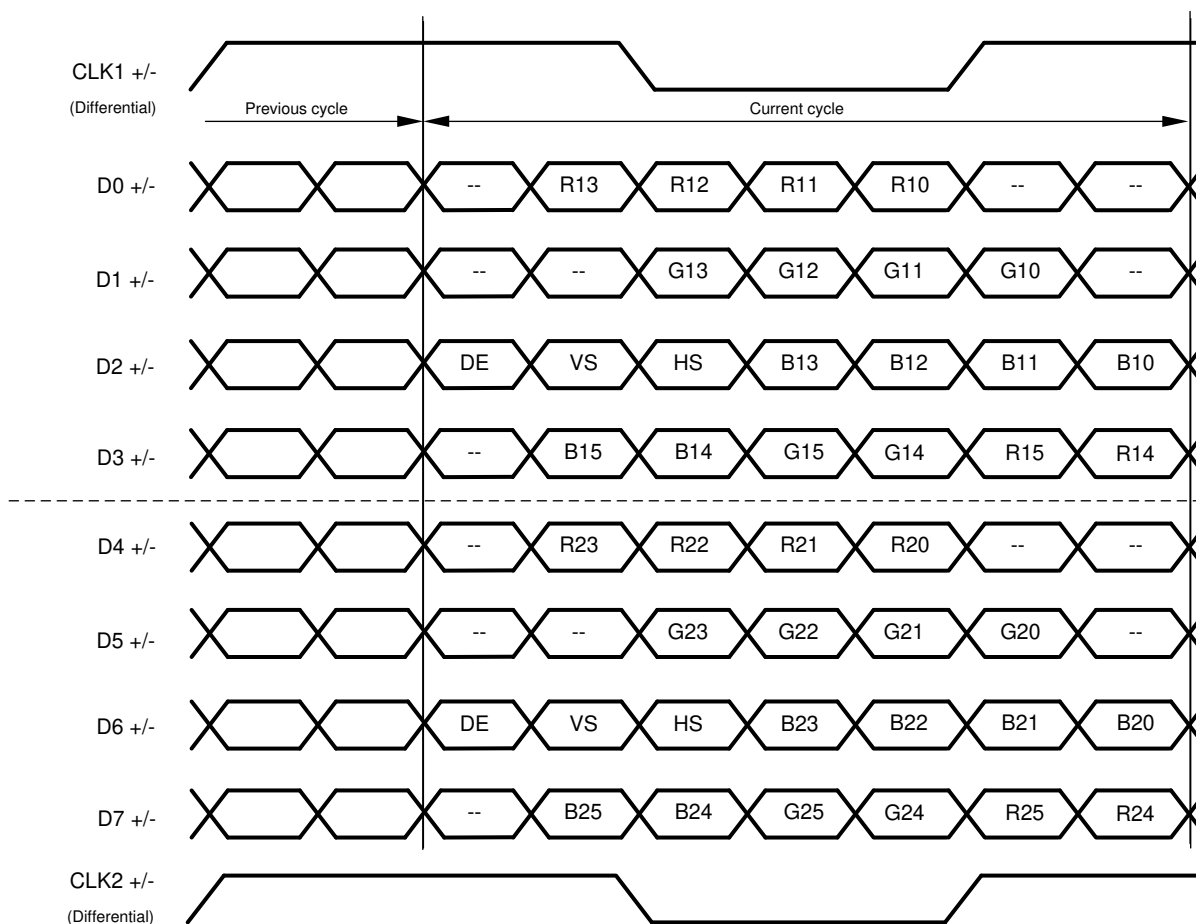 CLK1 +/-
(Differential)
Previous cycle Current cycle
D0 +/- -- R13 R12 R11 R10 -- --
D1 +/- -- -- G13 G12 G11 G10 --
D2 +/- DE VS HS B13 B12 B11 B10
D3 +/- -- B15 B14 G15 G14 R15 R14
D4 +/- -- R23 R22 R21 R20 -- --
D5 +/- -- -- G23 G22 G21 G20 --
D6 +/- DE VS HS B23 B22 B21 B20
D7 +/- -- B25 B24 G25 G24 R25 R24
CLK2 +/-
(Differential)